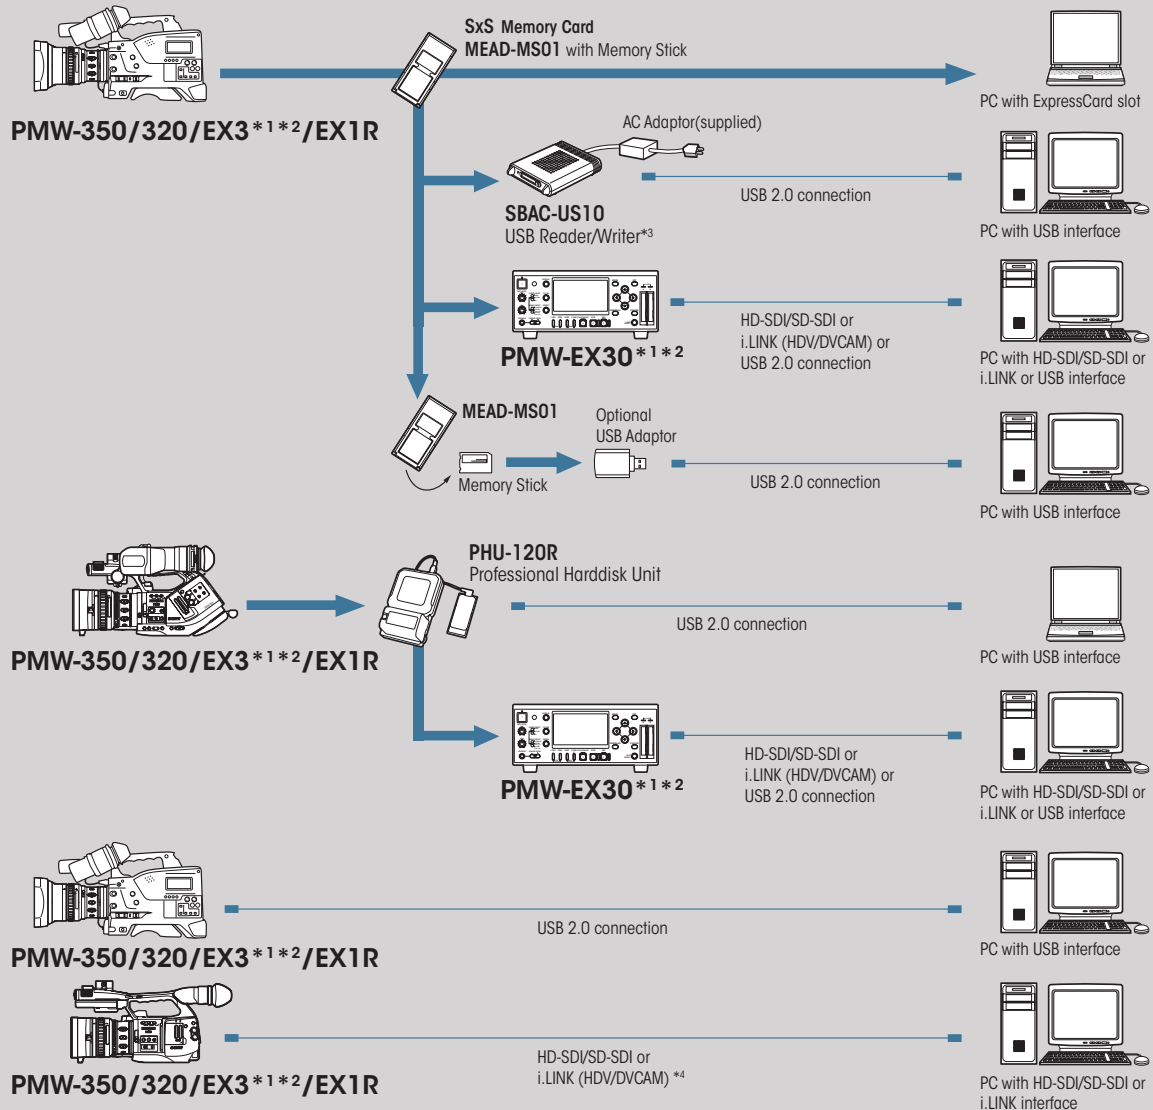 SxS Memory Card
MEAD-MS01 with Memory Stick
PC with ExpressCard slot
PMW-350/320/EX3*1*2/EX1R
AC Adaptor(supplied)
USB 2.0 connection
SBAC-US10
USB Reader/Writer*3
PC with USB interface
HD-SDI/SD-SDI or
i.LINK (HDV/DVCAM) or
USB 2.0 connection
PMW-EX30*1*2
PC with HD-SDI/SD-SDI or
i.LINK or USB interface
MEAD-MS01
Optional
USB Adaptor
Memory Stick
USB 2.0 connection
PC with USB interface
PHU-120R
Professional Harddisk Unit
USB 2.0 connection
PMW-350/320/EX3*1*2/EX1R
PC with USB interface
HD-SDI/SD-SDI or
i.LINK (HDV/DVCAM) or
USB 2.0 connection
PMW-EX30*1*2
PC with HD-SDI/SD-SDI or
i.LINK or USB interface
USB 2.0 connection
PMW-350/320/EX3*1*2/EX1R
PC with USB interface
HD-SDI/SD-SDI or
i.LINK (HDV/DVCAM) *4
PMW-350/320/EX3*1*2/EX1R
PC with HD-SDI/SD-SDI or
i.LINK interface